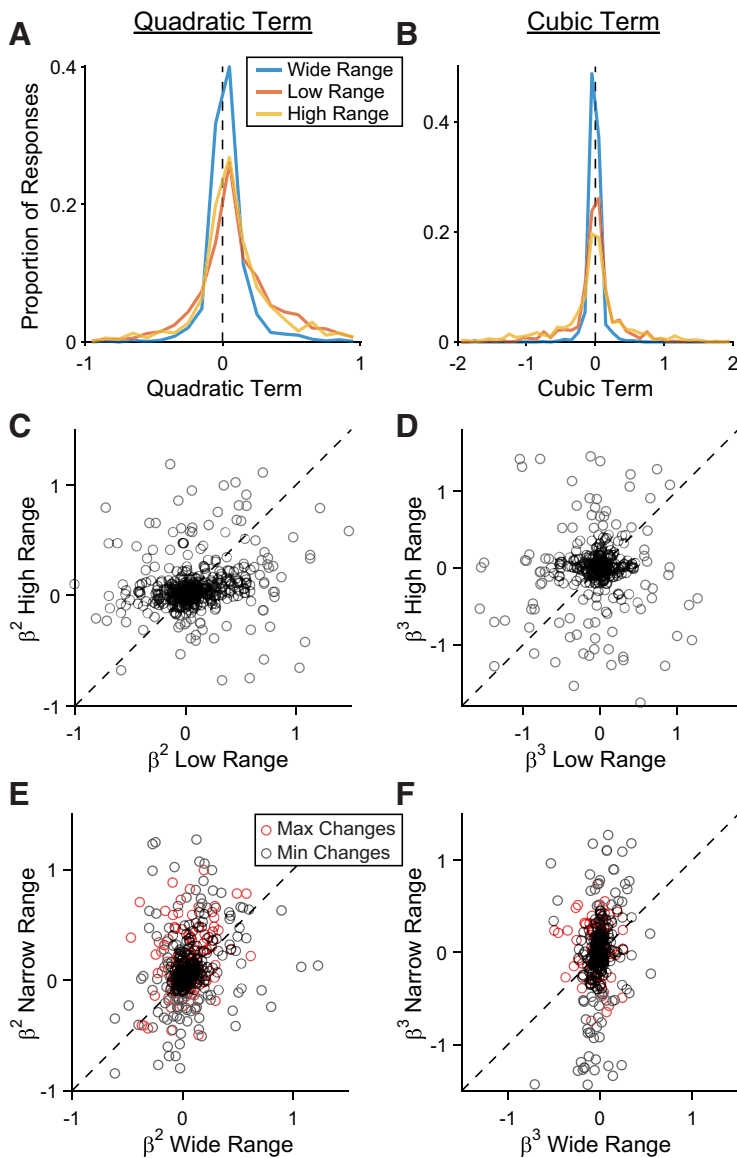 Quadratic Term
Cubic Term
A
B
Proportion of Responses
0.4
0.2
0
-1
0
1
Quadratic Term
Wide Range
Low Range
High Range
0.4
0.2
0
-2
-1
0
1
2
Cubic Term
C
D
β² High Range
1
0
-1
-1
0
1
β² Low Range
β³ High Range
1
0
-1
-1
0
1
β³ Low Range
E
F
Max Changes
Min Changes
β² Narrow Range
1
0
-1
-1
0
1
β² Wide Range
β³ Narrow Range
1
0
-1
-1
0
1
β³ Wide Range